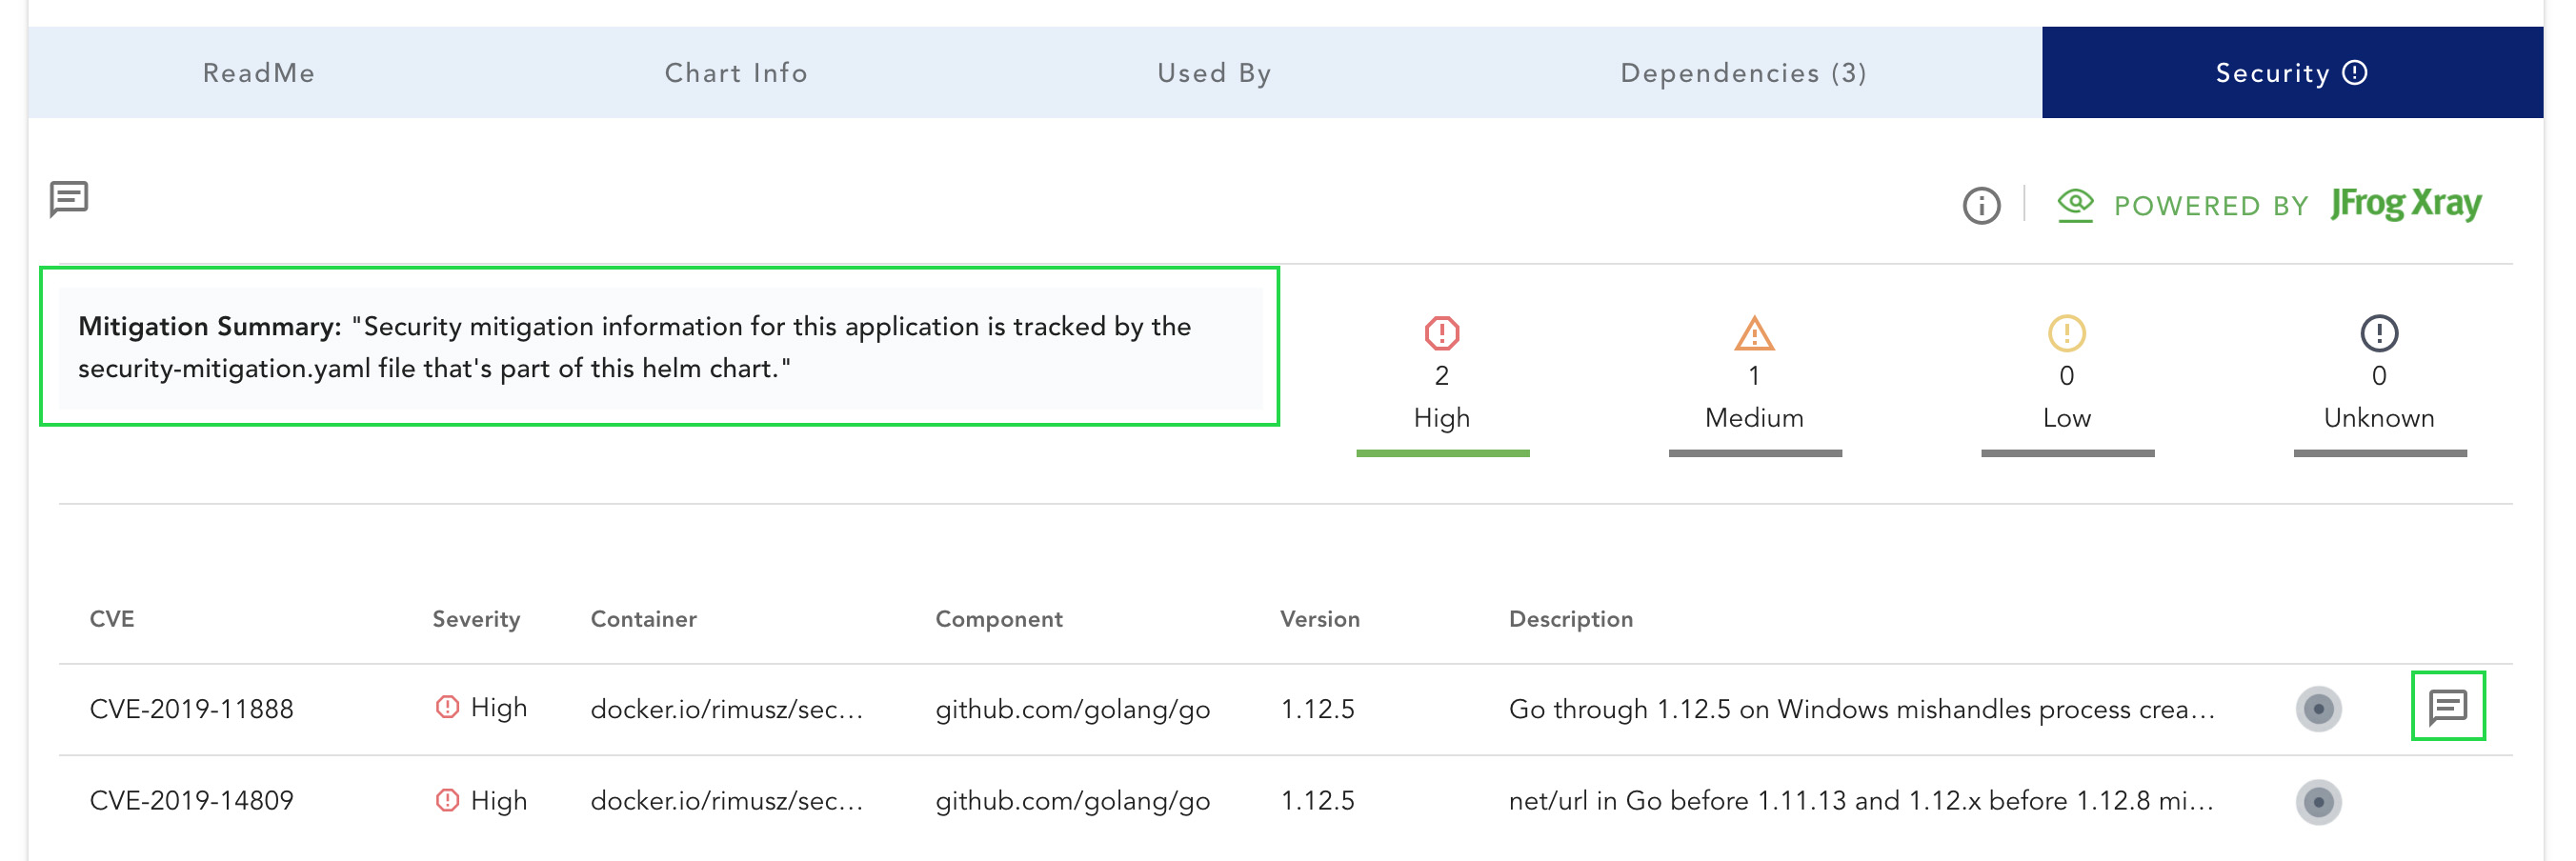 ReadMe Chart Info Used By Dependencies (3) Security
POWERED BY JFrog Xray
Mitigation Summary: "Security mitigation information for this application is tracked by the
security-mitigation.yaml file that's part of this helm chart."
2 1 0 0
High Medium Low Unknown
CVE Severity Container Component Version Description
CVE-2019-11888 High docker.io/rimusz/sec... github.com/golang/go 1.12.5 Go through 1.12.5 on Windows mishandles process crea...
CVE-2019-14809 High docker.io/rimusz/sec... github.com/golang/go 1.12.5 net/url in Go before 1.11.13 and 1.12.x before 1.12.8 mi...